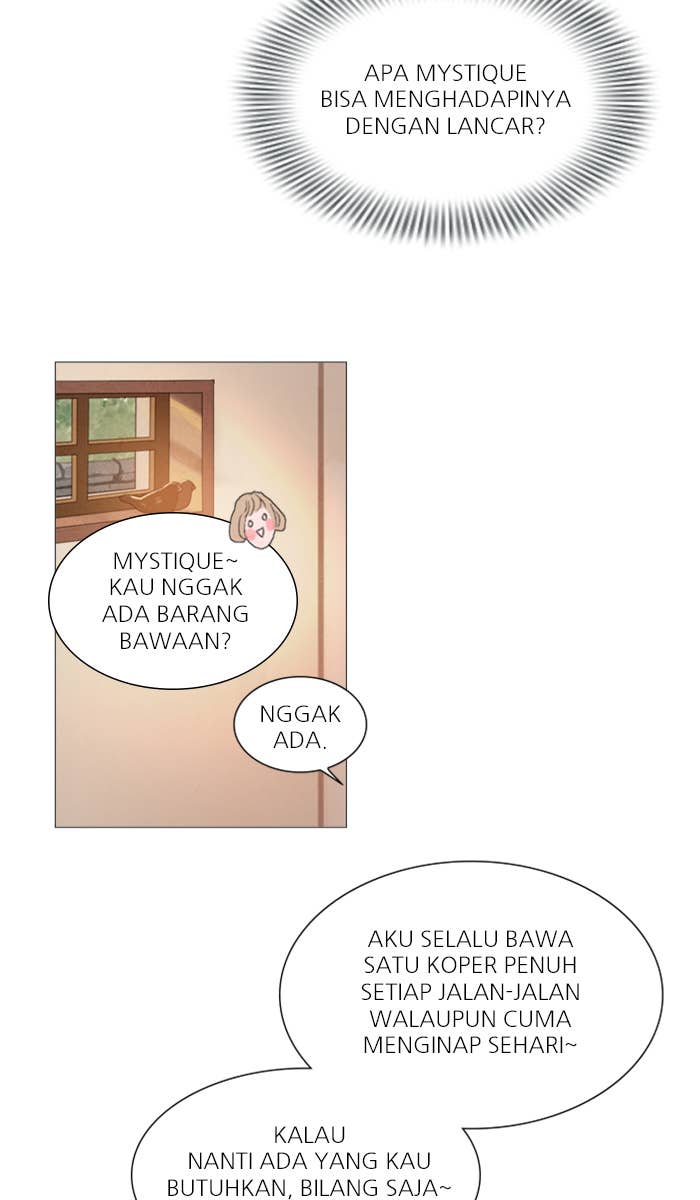 APA MYSTIQUE
BISA MENGHADAPINYA
DENGAN LANCAR?
MYSTIQUE~
KAU NGGAK
ADA BARANG
BAWAAN?
NGGAK
ADA.
AKU SELALU BAWA
SATU KOPER PENUH
SETIAP JALAN-JALAN
WALAUPUN CUMA
MENGINAP SEHARI~
KALAU
NANTI ADA YANG KAU
BUTUHKAN, BILANG SAJA~